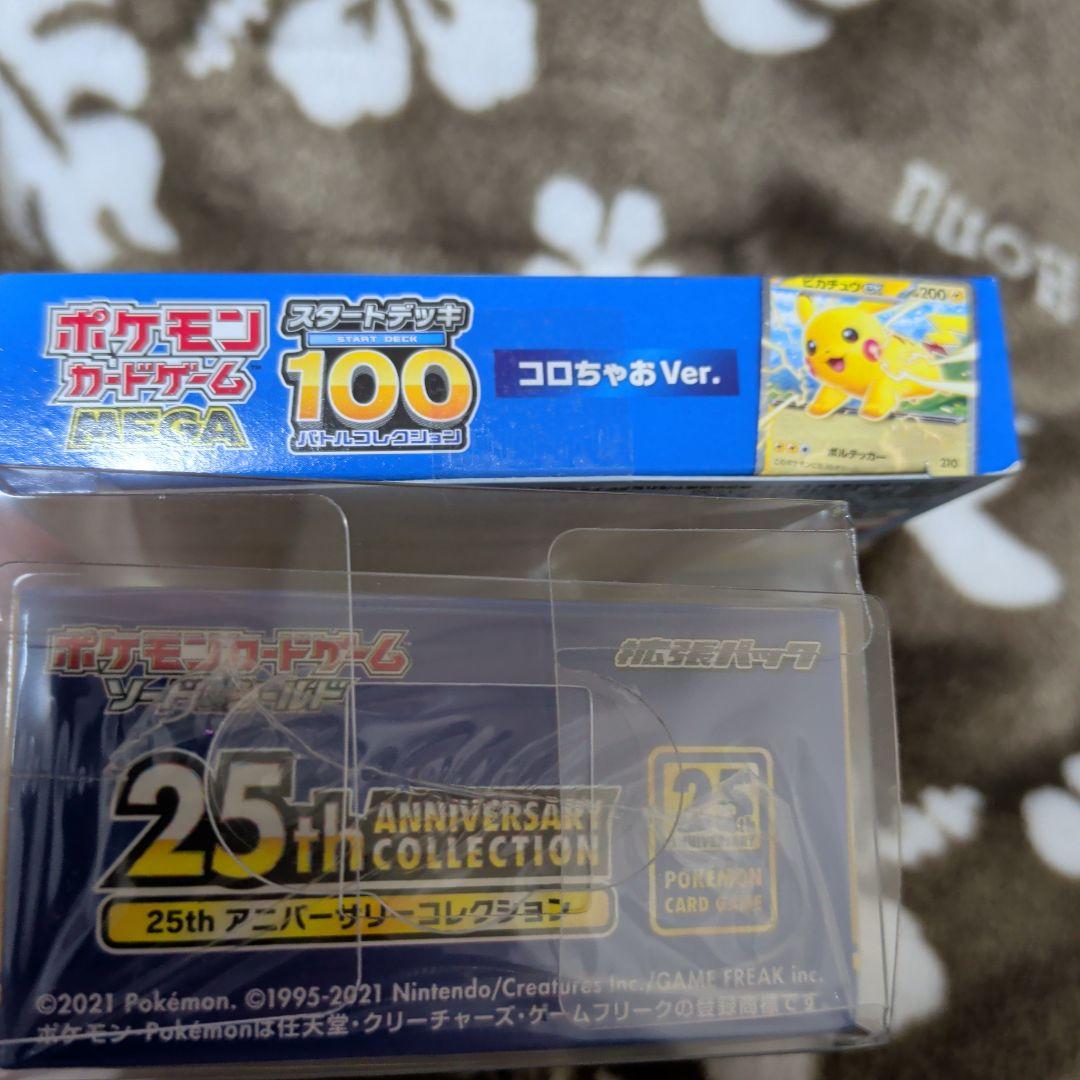 ポケモン
カードゲーム™
MEGA
スタートデッキ
START DECK
100
バトルコレクション
コロちゃおVer.
ピカチュウex
200
ボルテッカー
210
ポケモンカードゲーム
ソード&シールド
拡張パック
25th ANNIVERSARY
COLLECTION
25th アニバーサリーコレクション
25th
ANNIVERSARY
POKÉMON
CARD GAME
©2021 Pokémon. ©1995-2021 Nintendo/Creatures Inc./GAME FREAK inc.
ポケモン・Pokémonは任天堂・クリーチャーズ・ゲームフリークの登録商標です。